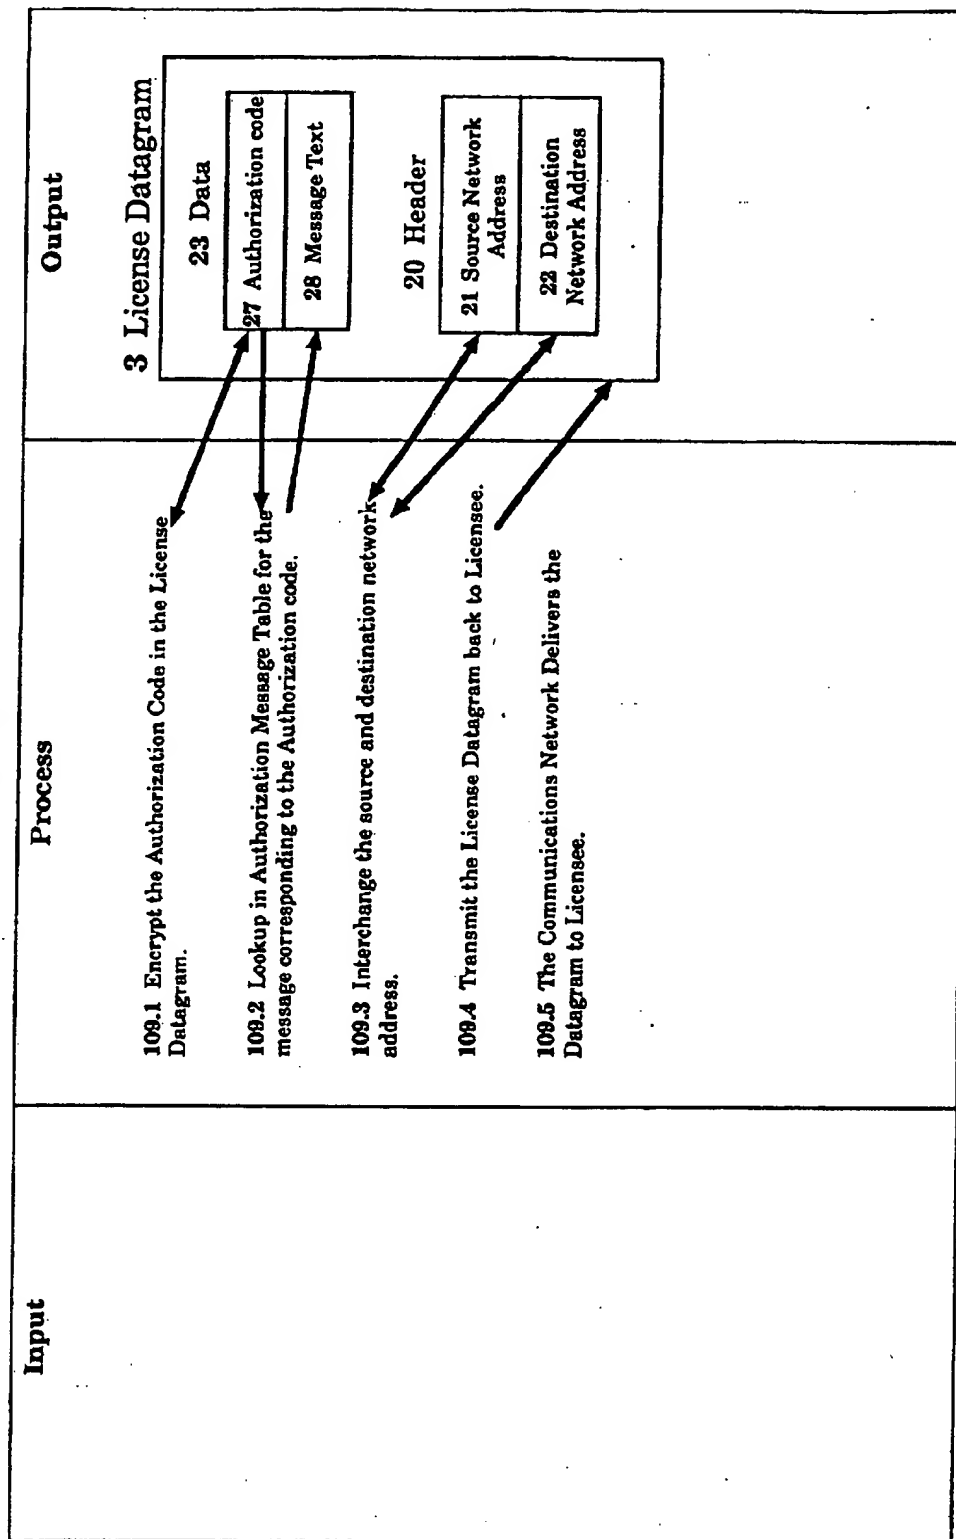 Input
Process
Output
109.1 Encrypt the Authorization Code in the License
Datagram.
109.2 Lookup in Authorization Message Table for the
message corresponding to the Authorization code.
109.3 Interchange the source and destination network
address.
109.4 Transmit the License Datagram back to Licensee.
109.5 The Communications Network Delivers the
Datagram to Licensee.
3 License Datagram
23 Data
27 Authorization code
28 Message Text
20 Header
21 Source Network
Address
22 Destination
Network Address